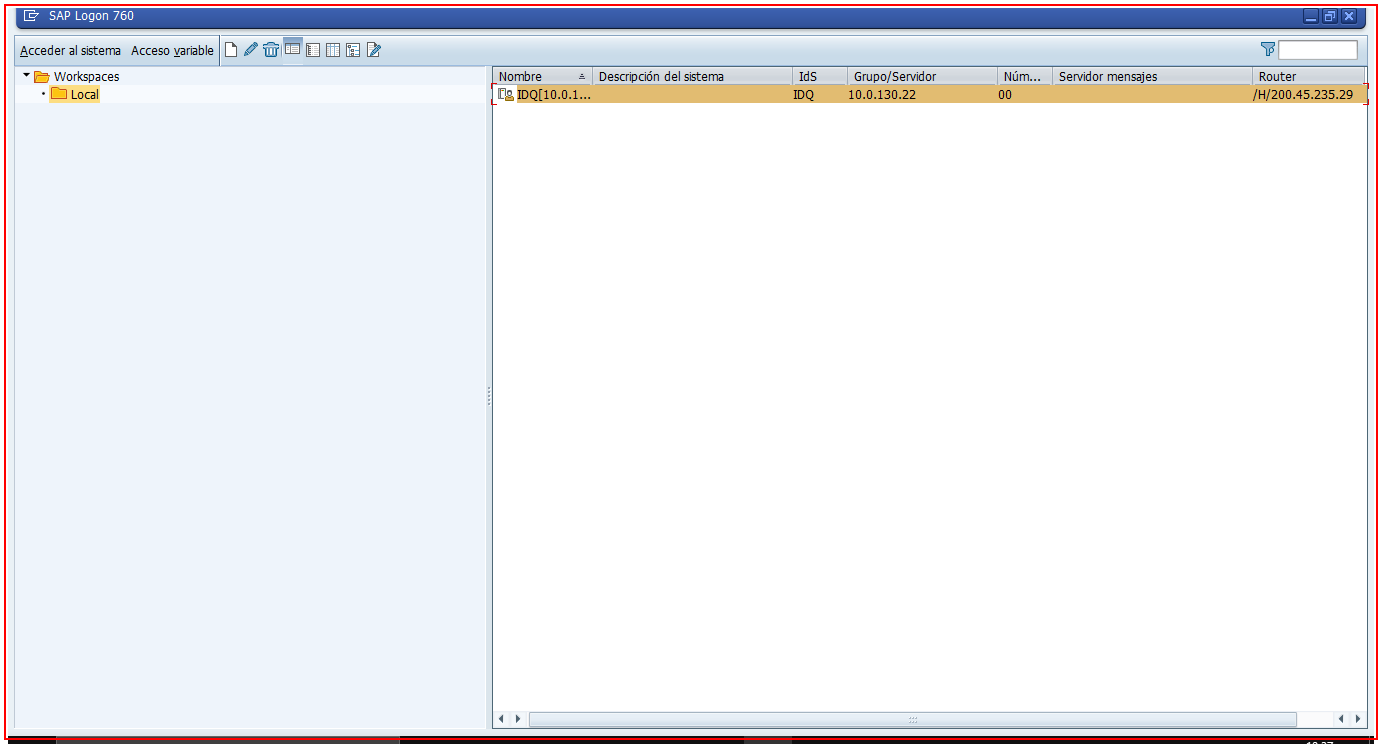 SAP Logon 760
Acceder al sistema Acceso variable
Workspaces
Local
Nombre Descripción del sistema IdS Grupo/Servidor Núm... Servidor mensajes Router
IDQ[10.0.1... IDQ 10.0.130.22 00 /H/200.45.235.29